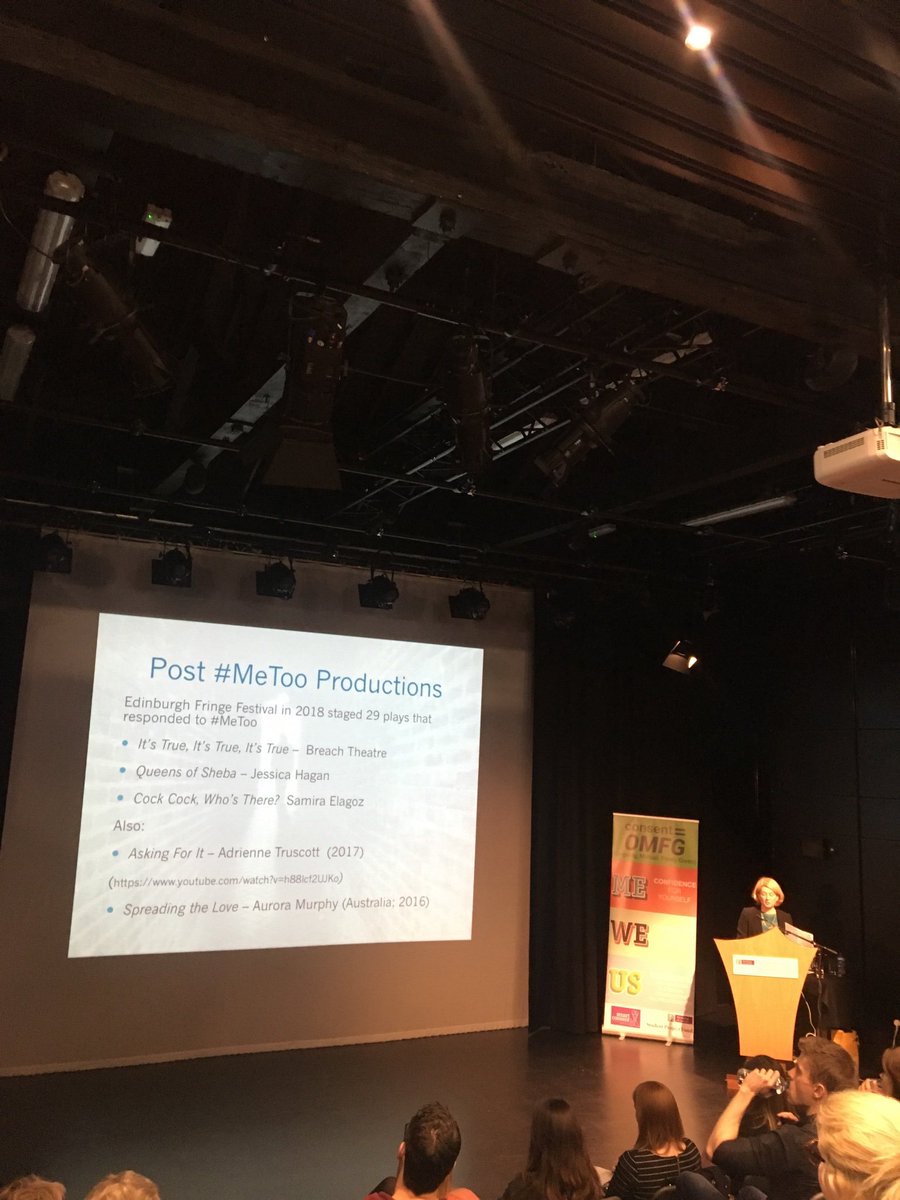 Post #MeToo Productions
Edinburgh Fringe Festival in 2018 staged 29 plays that
responded to #MeToo
• It's True, It's True, It's True – Breach Theatre
• Queens of Sheba – Jessica Hagan
• Cock Cock, Who's There? Samira Elagoz
Also:
• Asking For It – Adrienne Truscott (2017)
(https://www.youtube.com/watch?v=h88Icf2UJKo)
• Spreading the Love – Aurora Murphy (Australia; 2016)
consent=
OMFG
ME
CONFIDENCE
YOURSELF
WE
US